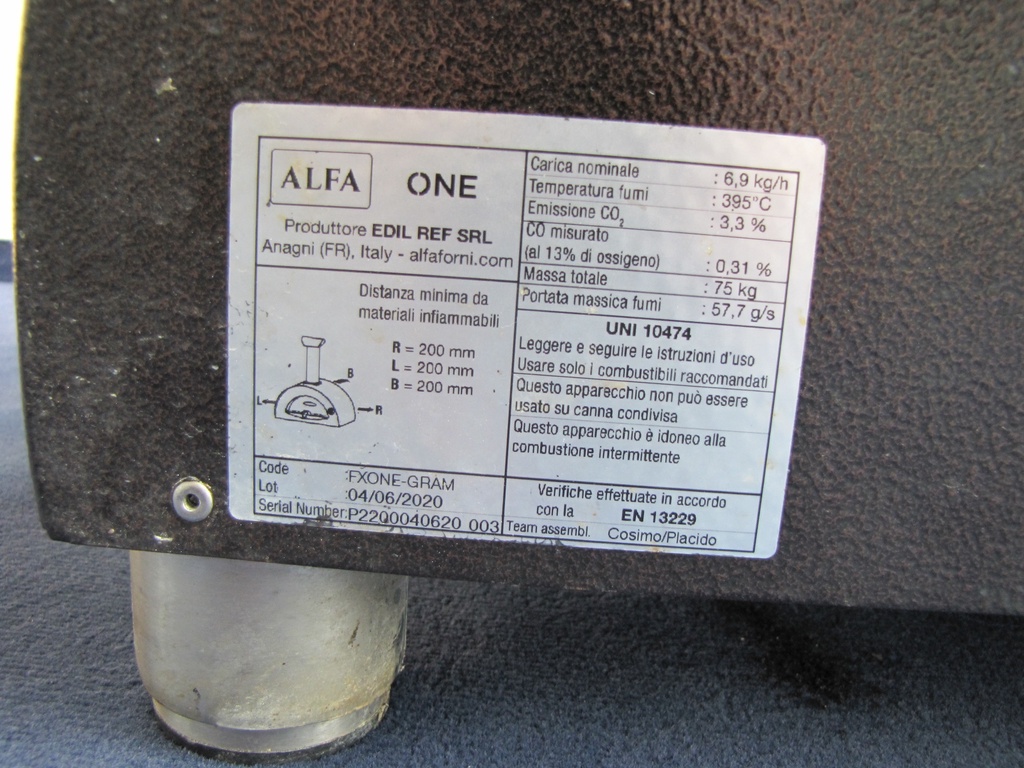 ALFA ONE
Produttore EDIL REF SRL
Anagni (FR), Italy - alfaforni.com
Distanza minima da
materiali infiammabili
R = 200 mm
L = 200 mm
B = 200 mm
B
L
R
Code :FXONE-GRAM
Lot :04/06/2020
Serial Number:P2200040620 003
Carica nominale : 6,9 kg/h
Temperatura fumi : 395°C
Emissione CO2 : 3,3 %
CO misurato
(al 13% di ossigeno) : 0,31 %
Massa totale : 75 kg
Portata massica fumi : 57,7 g/s
UNI 10474
Leggere e seguire le istruzioni d'uso
Usare solo i combustibili raccomandati
Questo apparecchio non può essere
usato su canna condivisa
Questo apparecchio è idoneo alla
combustione intermittente
Verifiche effettuate in accordo
con la EN 13229
Team assembl. Cosimo/Placido